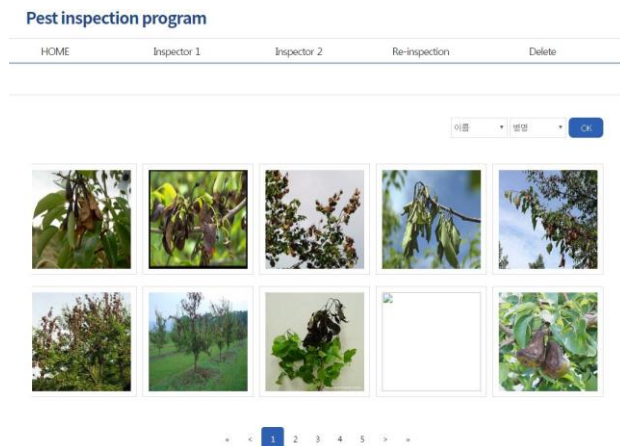 Pest inspection program
HOME Inspector 1 Inspector 2 Re-inspection Delete
이름 병명 OK
« < 1 2 3 4 5 > »